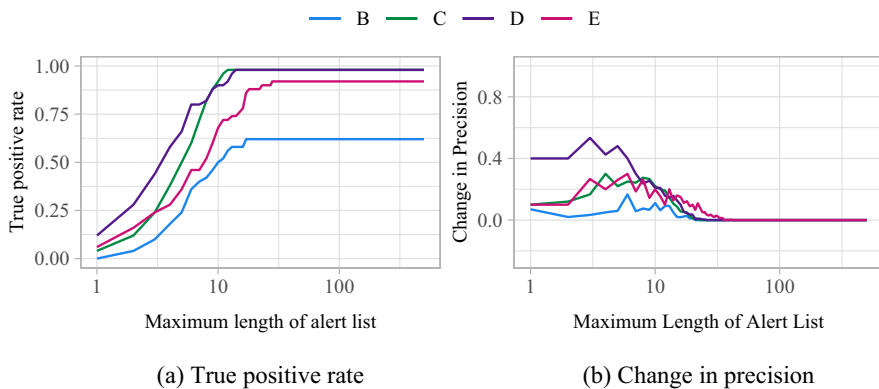 B C D E
True positive rate
1.00
0.75
0.50
0.25
0.00
1 10 100
Maximum length of alert list
(a) True positive rate
Change in Precision
0.8
0.4
0.0
1 10 100
Maximum Length of Alert List
(b) Change in precision